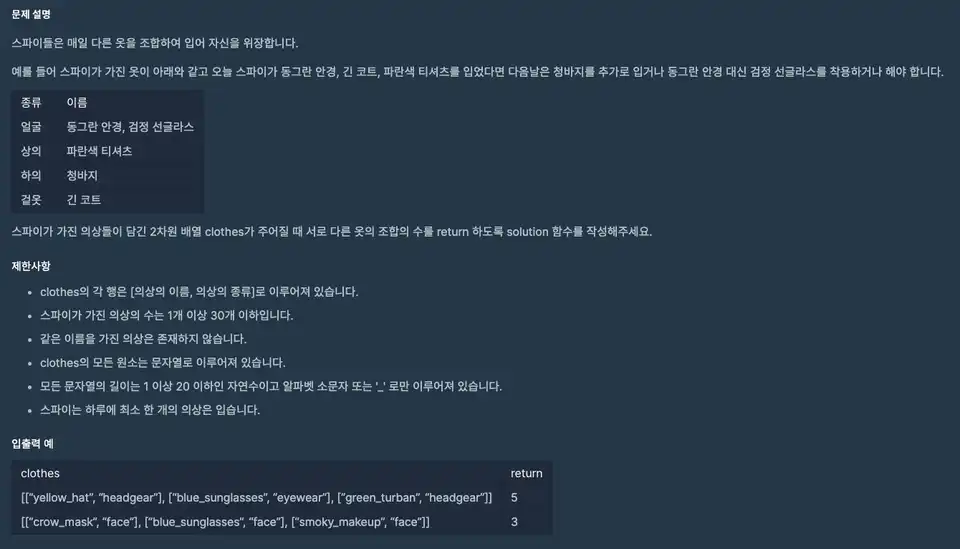 문제 설명
스파이들은 매일 다른 옷을 조합하여 입어 자신을 위장합니다.
예를 들어 스파이가 가진 옷이 아래와 같고 오늘 스파이가 동그란 안경, 긴 코트, 파란색 티셔츠를 입었다면 다음날은 청바지를 추가로 입거나 동그란 안경 대신 검정 선글라스를 착용하거나 해야 합니다.
종류 이름
얼굴 동그란 안경, 검정 선글라스
상의 파란색 티셔츠
하의 청바지
겉옷 긴 코트
스파이가 가진 의상들이 담긴 2차원 배열 clothes가 주어질 때 서로 다른 옷의 조합의 수를 return 하도록 solution 함수를 작성해주세요.
제한사항
• clothes의 각 행은 [의상의 이름, 의상의 종류]로 이루어져 있습니다.
• 스파이가 가진 의상의 수는 1개 이상 30개 이하입니다.
• 같은 이름을 가진 의상은 존재하지 않습니다.
• clothes의 모든 원소는 문자열로 이루어져 있습니다.
• 모든 문자열의 길이는 1 이상 20 이하인 자연수이고 알파벳 소문자 또는 '_' 로만 이루어져 있습니다.
• 스파이는 하루에 최소 한 개의 의상은 입습니다.
입출력 예
clothes return
[["yellow_hat", "headgear"], ["blue_sunglasses", "eyewear"], ["green_turban", "headgear"]] 5
[["crow_mask", "face"], ["blue_sunglasses", "face"], ["smoky_makeup", "face"]] 3